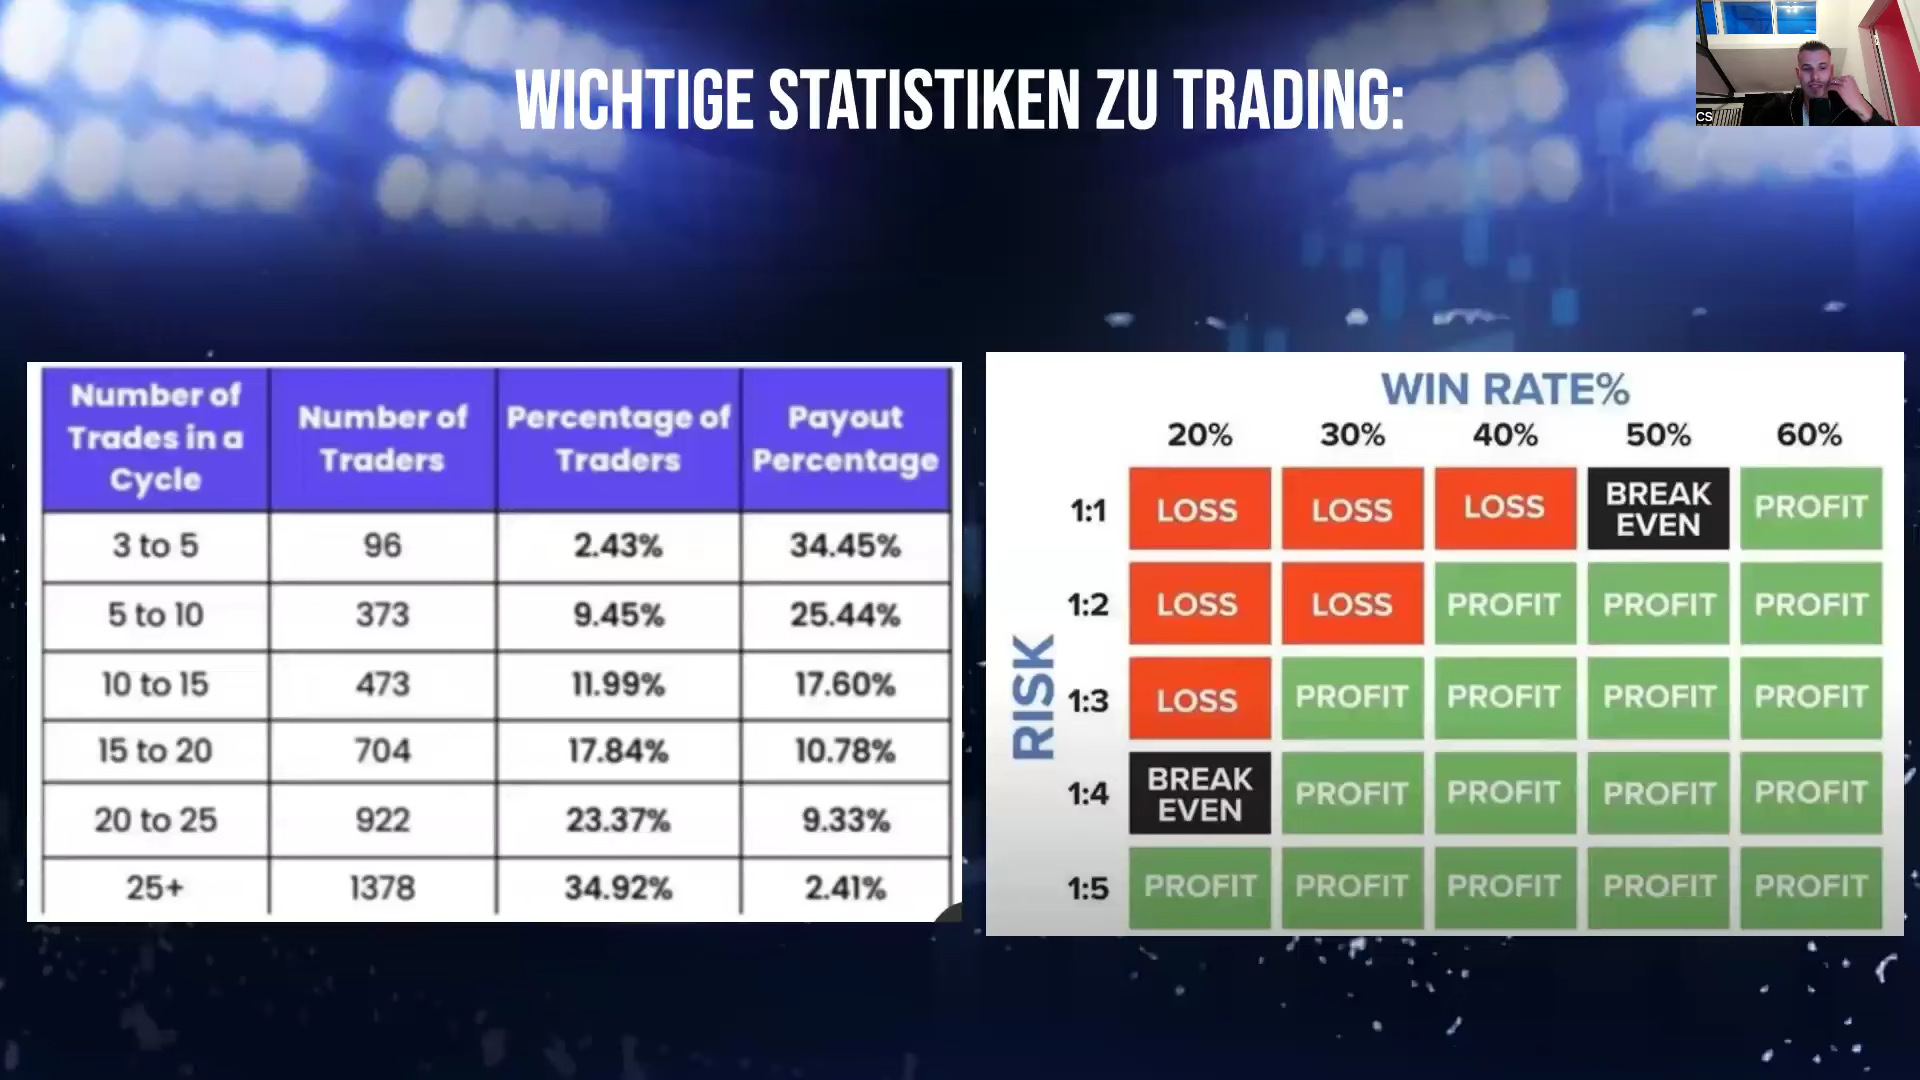 WICHTIGE STATISTIKEN ZU TRADING:
CS
Number of Trades in a Cycle Number of Traders Percentage of Traders Payout Percentage
3 to 5 96 2.43% 34.45%
5 to 10 373 9.45% 25.44%
10 to 15 473 11.99% 17.60%
15 to 20 704 17.84% 10.78%
20 to 25 922 23.37% 9.33%
25+ 1378 34.92% 2.41%
WIN RATE%
20% 30% 40% 50% 60%
RISK
1:1 LOSS LOSS LOSS BREAK EVEN PROFIT
1:2 LOSS LOSS PROFIT PROFIT PROFIT
1:3 LOSS PROFIT PROFIT PROFIT PROFIT
1:4 BREAK EVEN PROFIT PROFIT PROFIT PROFIT
1:5 PROFIT PROFIT PROFIT PROFIT PROFIT